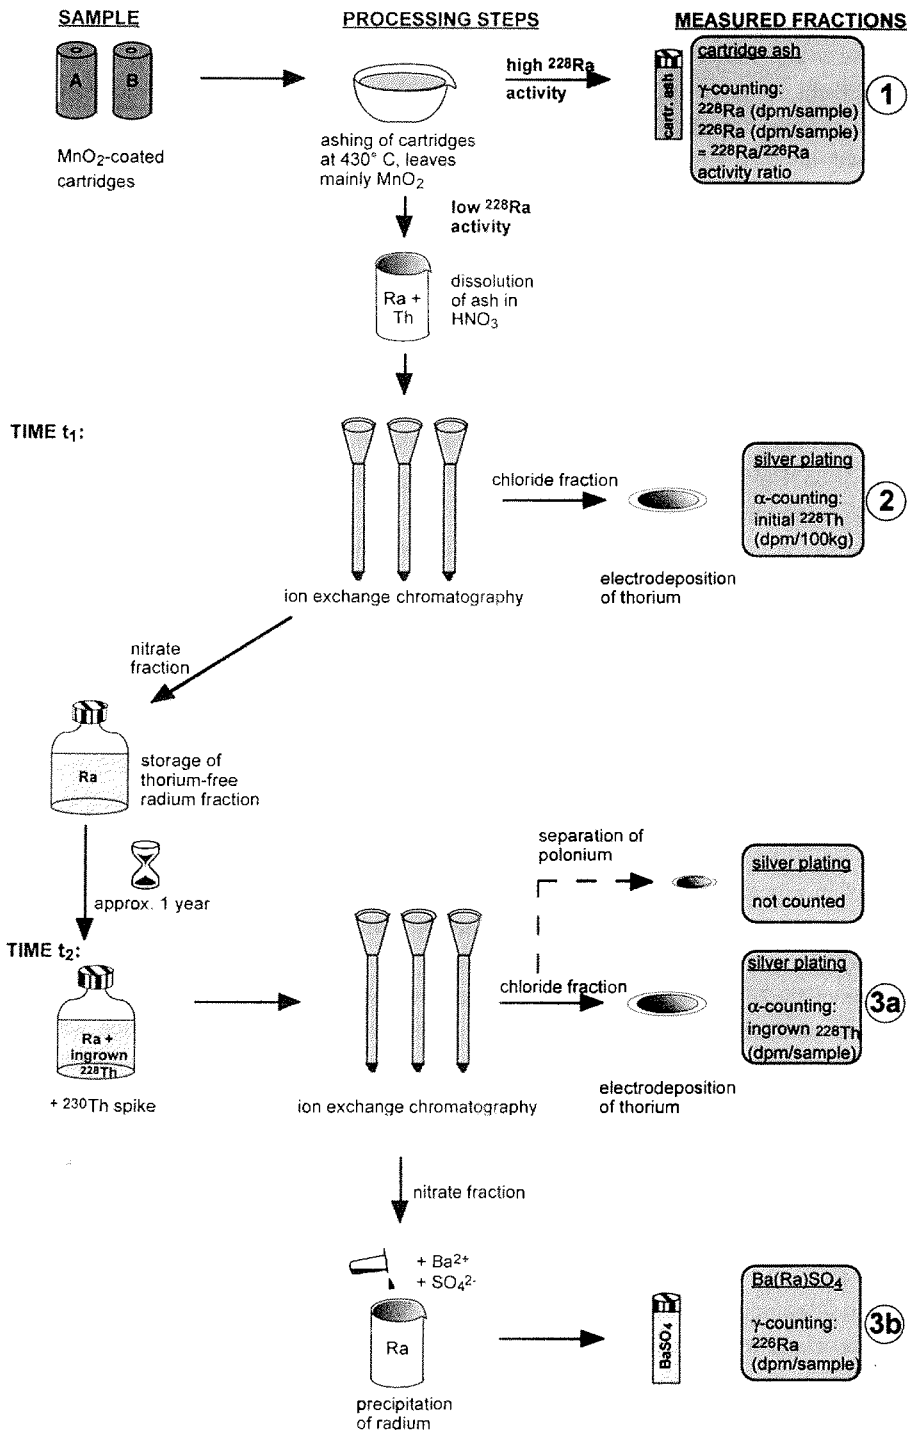 SAMPLE
PROCESSING STEPS
MEASURED FRACTIONS
A
B
MnO2-coated
cartridges
ashing of cartridges
at 430° C, leaves
mainly MnO2
high 228Ra
activity
cartr. ash
cartridge ash
γ-counting:
228Ra (dpm/sample)
226Ra (dpm/sample)
= 228Ra/226Ra
activity ratio
1
low 228Ra
activity
Ra +
Th
dissolution
of ash in
HNO3
TIME t1:
ion exchange chromatography
chloride fraction
electrodeposition
of thorium
silver plating
α-counting:
initial 228Th
(dpm/100kg)
2
nitrate
fraction
Ra
storage of
thorium-free
radium fraction
approx. 1 year
TIME t2:
Ra +
ingrown
228Th
+ 230Th spike
ion exchange chromatography
separation of
polonium
silver plating
not counted
chloride fraction
electrodeposition
of thorium
silver plating
α-counting:
ingrown 228Th
(dpm/sample)
3a
nitrate fraction
+ Ba2+
+ SO42-
Ra
precipitation
of radium
BaSO4
Ba(Ra)SO4
γ-counting:
226Ra
(dpm/sample)
3b